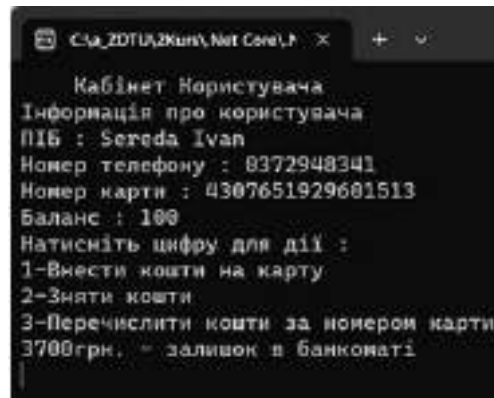 C:\a_ZDTU\2Kurs\.Net Core\.N
Кабінет Користувача
Інформація про користувача
ПІБ : Sereda Ivan
Номер телефону : 0372948341
Номер карти : 4307651929601513
Баланс : 100
Натисніть цифру для дії :
1-Внести кошти на карту
2-Зняти кошти
3-Перечислити кошти за номером карти
3700грн. - залишок в банкоматі